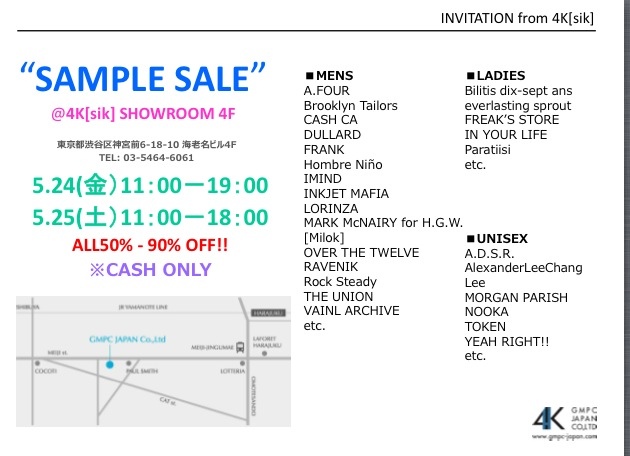 INVITATION from 4K[sik]
“SAMPLE SALE”
@4K[sik] SHOWROOM 4F
東京都渋谷区神宮前6-18-10 海老名ビル4F
TEL: 03-5464-6061
5.24(金)11：00ー19：00
5.25(土)11：00ー18：00
ALL50% - 90% OFF!!
※CASH ONLY
SHIBUYA
JR YAMANOTE LINE
HARAJUKU
GMPC JAPAN Co.,Ltd
MEIJI-JINGUMAE
LAFORET
HARAJUKU
MEIJI st.
COCOTI
PAUL SMITH
LOTTERIA
CAT st.
OMOTESANDO
■MENS
A.FOUR
Brooklyn Tailors
CASH CA
DULLARD
FRANK
Hombre Niño
IMIND
INKJET MAFIA
LORINZA
MARK McNAIRY for H.G.W.
[Milok]
OVER THE TWELVE
RAVENIK
Rock Steady
THE UNION
VAINL ARCHIVE
etc.
■LADIES
Bilitis dix-sept ans
everlasting sprout
FREAK’S STORE
IN YOUR LIFE
Paratiisi
etc.
■UNISEX
A.D.S.R.
AlexanderLeeChang
Lee
MORGAN PARISH
NOOKA
TOKEN
YEAH RIGHT!!
etc.
4K GMPC
JAPAN
CO,LTD
www.gmpc-japan.com